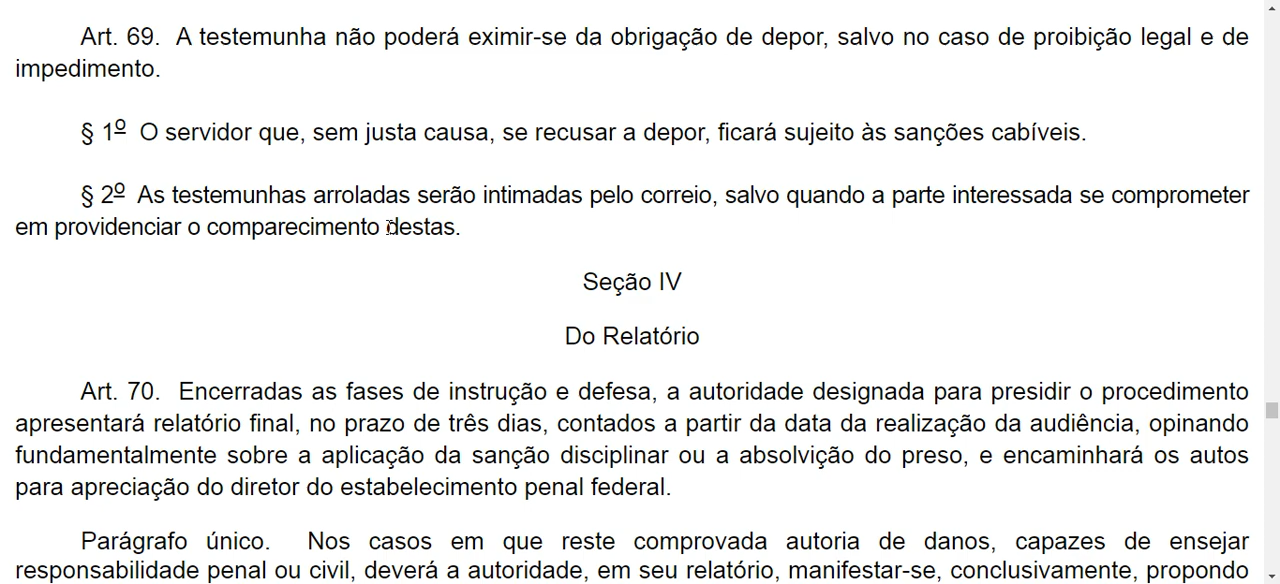 Art. 69.  A testemunha não poderá eximir-se da obrigação de depor, salvo no caso de proibição legal e de
impedimento.
§ 1º  O servidor que, sem justa causa, se recusar a depor, ficará sujeito às sanções cabíveis.
§ 2º  As testemunhas arroladas serão intimadas pelo correio, salvo quando a parte interessada se comprometer
em providenciar o comparecimento destas.
Seção IV
Do Relatório
Art. 70.  Encerradas as fases de instrução e defesa, a autoridade designada para presidir o procedimento
apresentará relatório final, no prazo de três dias, contados a partir da data da realização da audiência, opinando
fundamentalmente sobre a aplicação da sanção disciplinar ou a absolvição do preso, e encaminhará os autos
para apreciação do diretor do estabelecimento penal federal.
Parágrafo único.  Nos casos em que reste comprovada autoria de danos, capazes de ensejar
responsabilidade penal ou civil, deverá a autoridade, em seu relatório, manifestar-se, conclusivamente, propondo